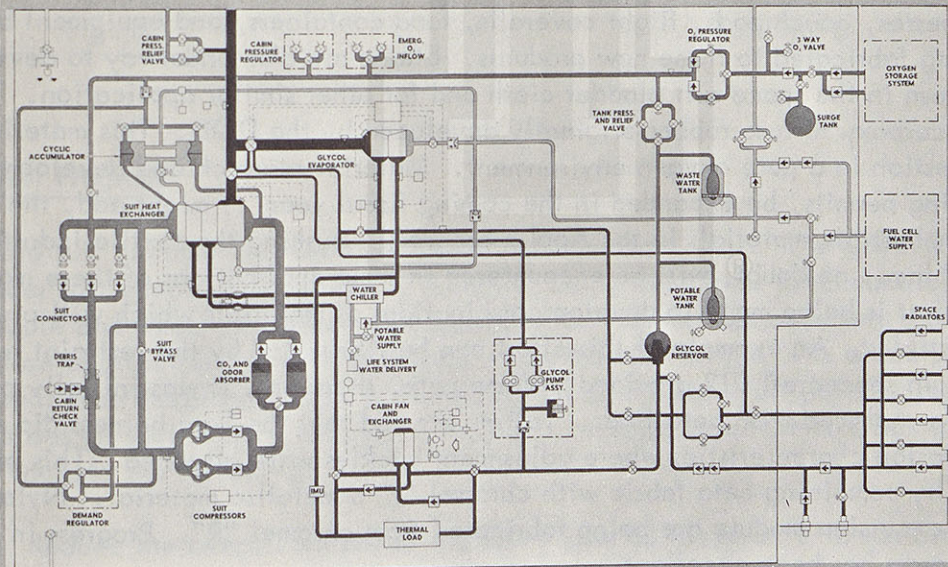 CABIN
PRESS.
RELIEF
VALVE
CABIN
PRESSURE
REGULATOR
EMERG.
O₂
INFLOW
O₂ PRESSURE
REGULATOR
3 WAY
O₂ VALVE
OXYGEN
STORAGE
SYSTEM
SURGE
TANK
TANK PRESS.
AND RELIEF
VALVE
CYCLIC
ACCUMULATOR
GLYCOL
EVAPORATOR
WASTE
WATER
TANK
SUIT HEAT
EXCHANGER
FUEL CELL
WATER
SUPPLY
WATER
CHILLER
POTABLE
WATER
TANK
SPACE
RADIATORS
SUIT
CONNECTORS
POTABLE
WATER
SUPPLY
SUIT
BYPASS
VALVE
GLYCOL
RESERVOIR
DEBRIS
TRAP
CO₂ AND
ODOR
ABSORBER
LIFE SYSTEM
WATER DELIVERY
GLYCOL
PUMP
ASSY.
CABIN
RETURN
CHECK
VALVE
CABIN FAN
AND
EXCHANGER
IMU
DEMAND
REGULATOR
SUIT
COMPRESSORS
THERMAL
LOAD